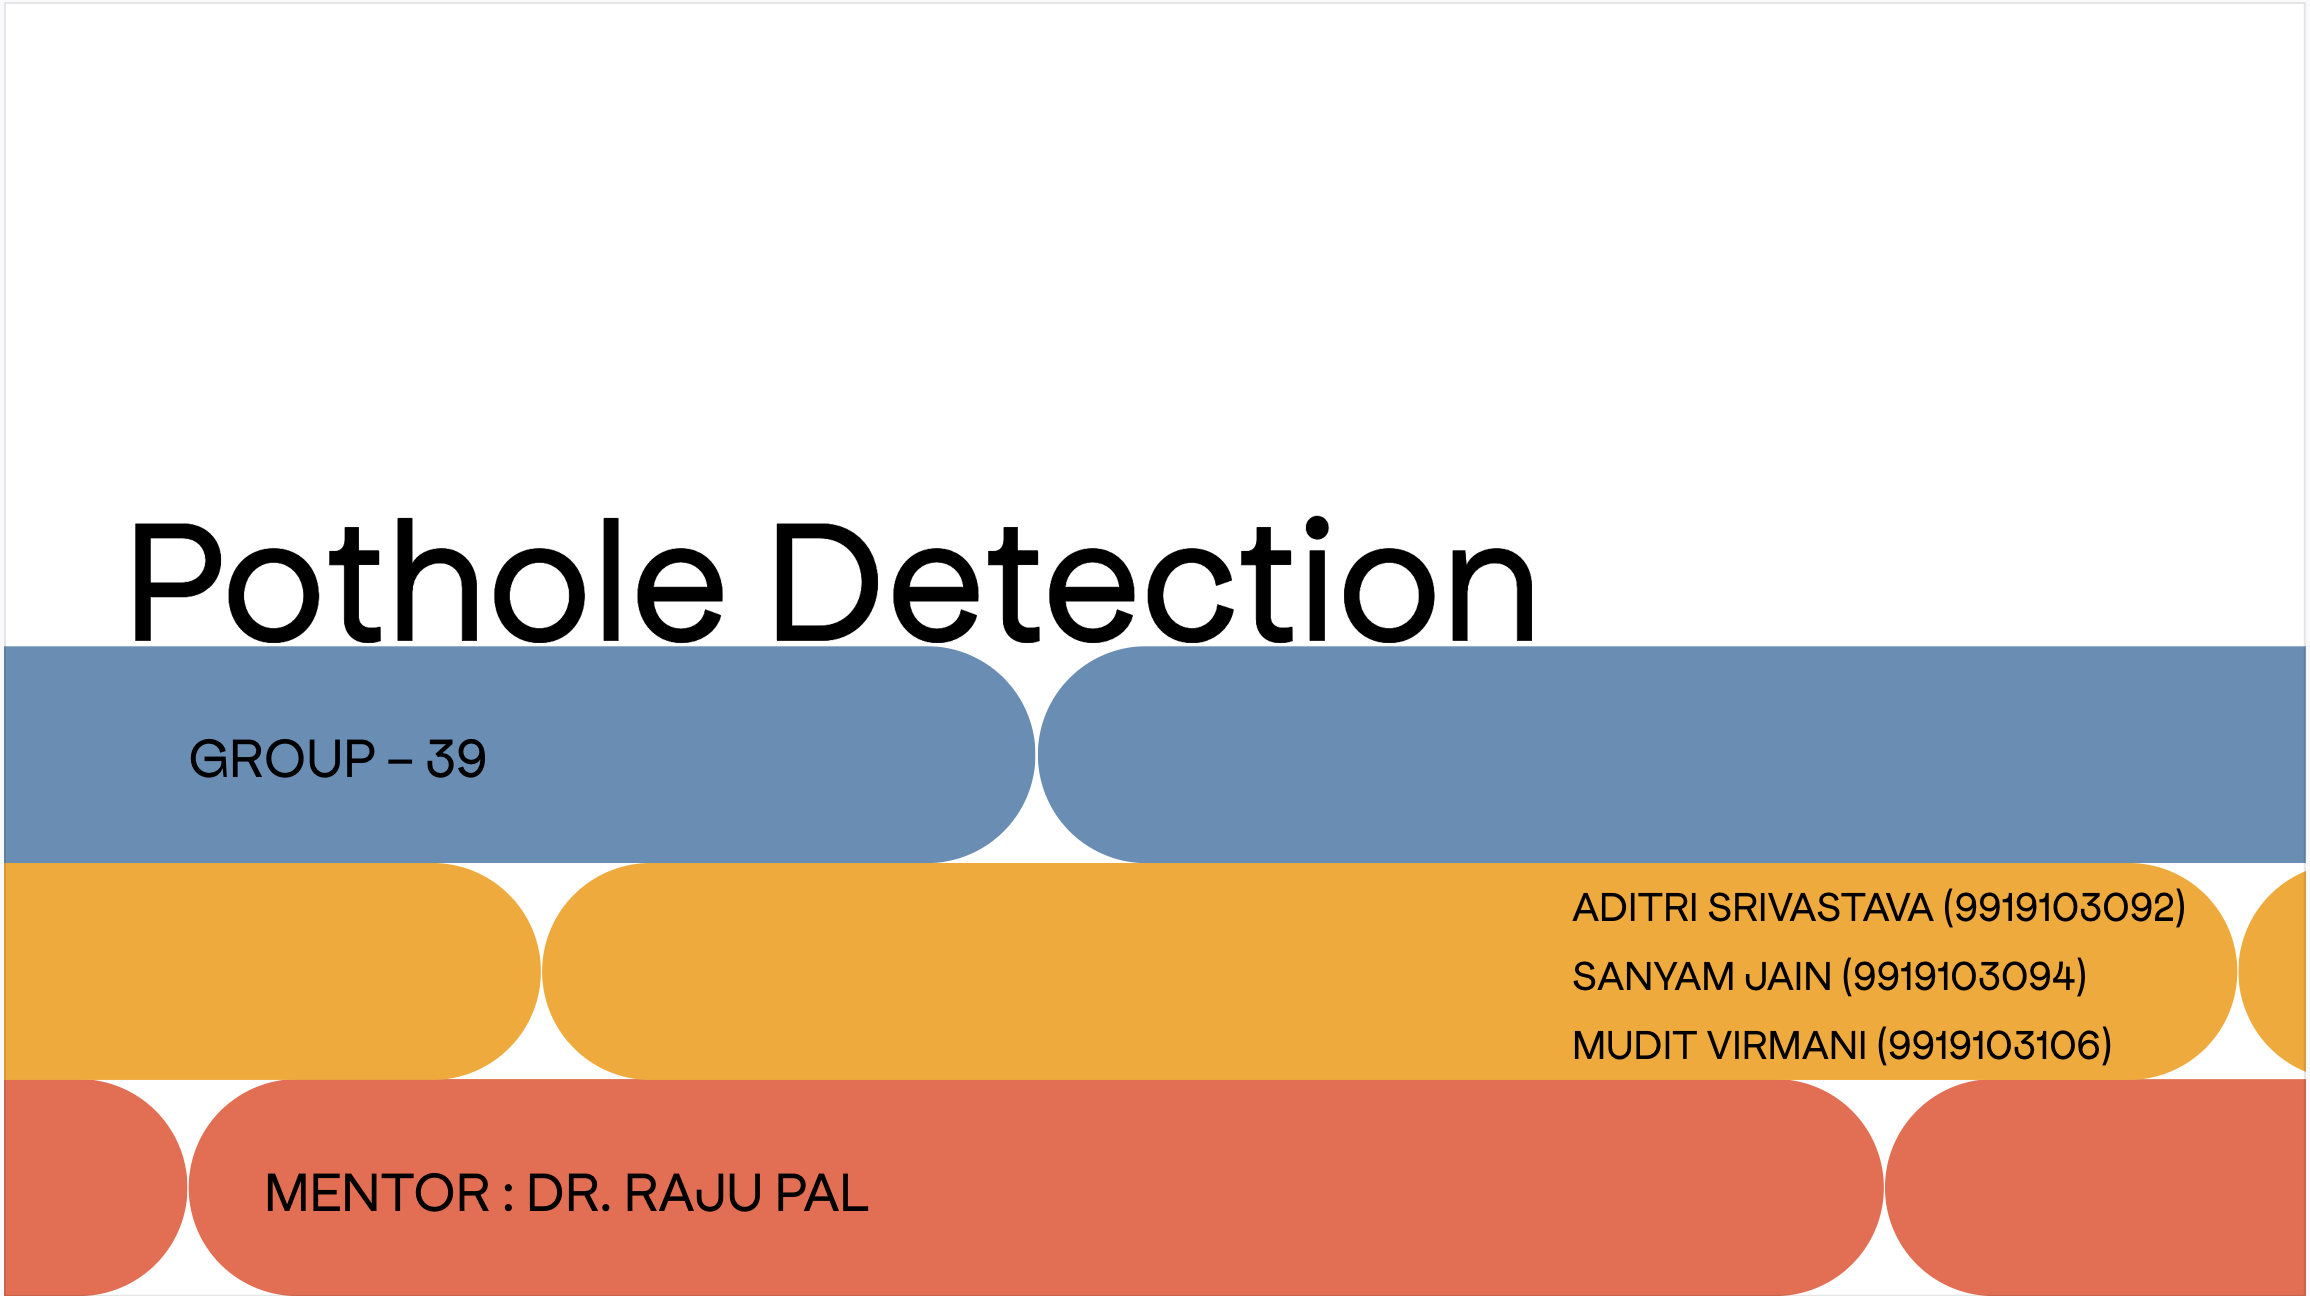 Pothole Detection
GROUP – 39
ADITRI SRIVASTAVA (9919103092)
SANYAM JAIN (9919103094)
MUDIT VIRMANI (9919103106)
MENTOR : DR. RAJU PAL